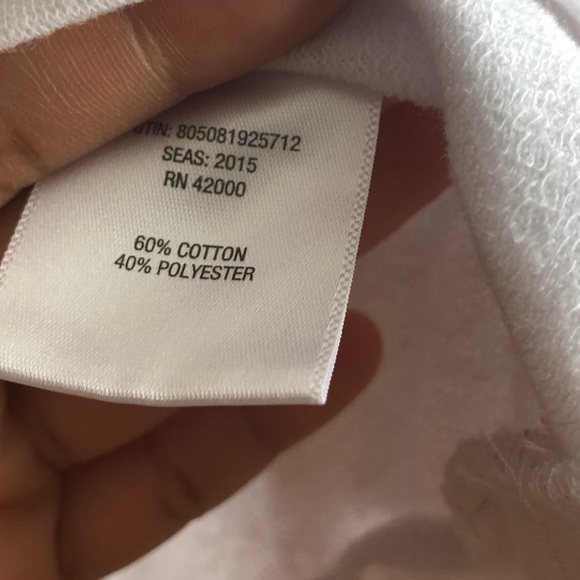 GTIN: 805081925712
SEAS: 2015
RN 42000
60% COTTON
40% POLYESTER